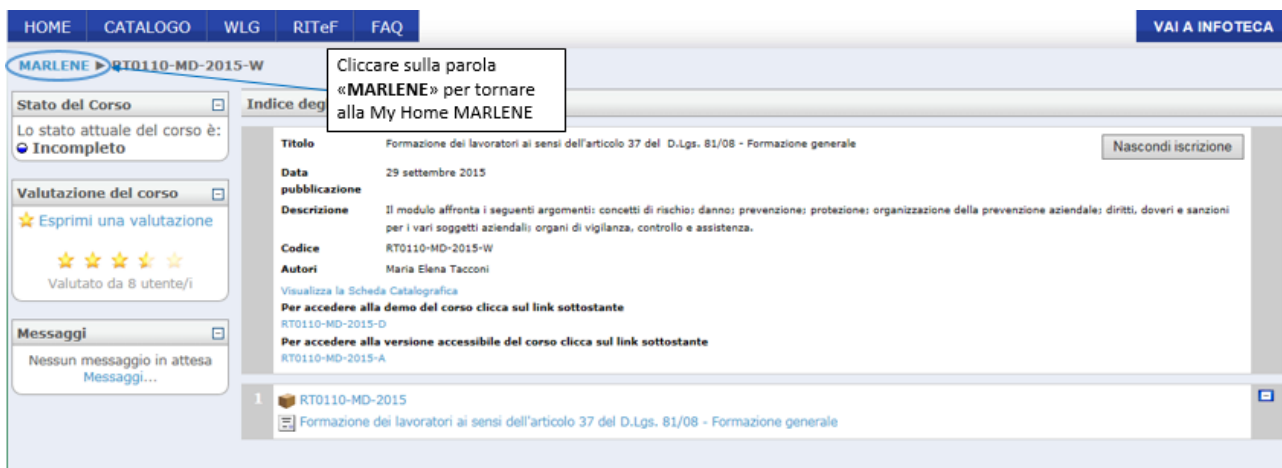 HOME CATALOGO WLG RITeF FAQ VAI A INFOTECA
MARLENE ► RT0110-MD-2015-W
Cliccare sulla parola
«MARLENE» per tornare
alla My Home MARLENE
Stato del Corso
Lo stato attuale del corso è:
Incompleto
Valutazione del corso
Esprimi una valutazione
Valutato da 8 utente/i
Messaggi
Nessun messaggio in attesa
Messaggi...
Indice deg
Titolo Formazione dei lavoratori ai sensi dell'articolo 37 del D.Lgs. 81/08 - Formazione generale
Nascondi iscrizione
Data
pubblicazione
29 settembre 2015
Descrizione Il modulo affronta i seguenti argomenti: concetti di rischio; danno; prevenzione; protezione; organizzazione della prevenzione aziendale; diritti, doveri e sanzioni
per i vari soggetti aziendali; organi di vigilanza, controllo e assistenza.
Codice RT0110-MD-2015-W
Autori Maria Elena Tacconi
Visualizza la Scheda Catalografica
Per accedere alla demo del corso clicca sul link sottostante
RT0110-MD-2015-D
Per accedere alla versione accessibile del corso clicca sul link sottostante
RT0110-MD-2015-A
1 RT0110-MD-2015
Formazione dei lavoratori ai sensi dell'articolo 37 del D.Lgs. 81/08 - Formazione generale